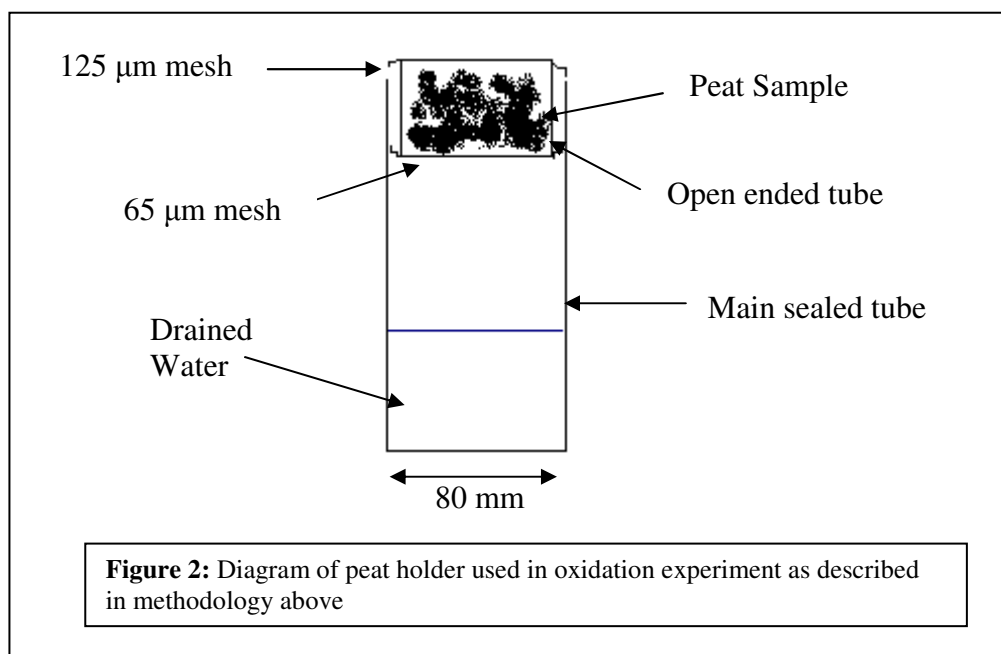 125 μm mesh
Peat Sample
65 μm mesh
Open ended tube
Main sealed tube
Drained
Water
80 mm
Figure 2: Diagram of peat holder used in oxidation experiment as described
in methodology above